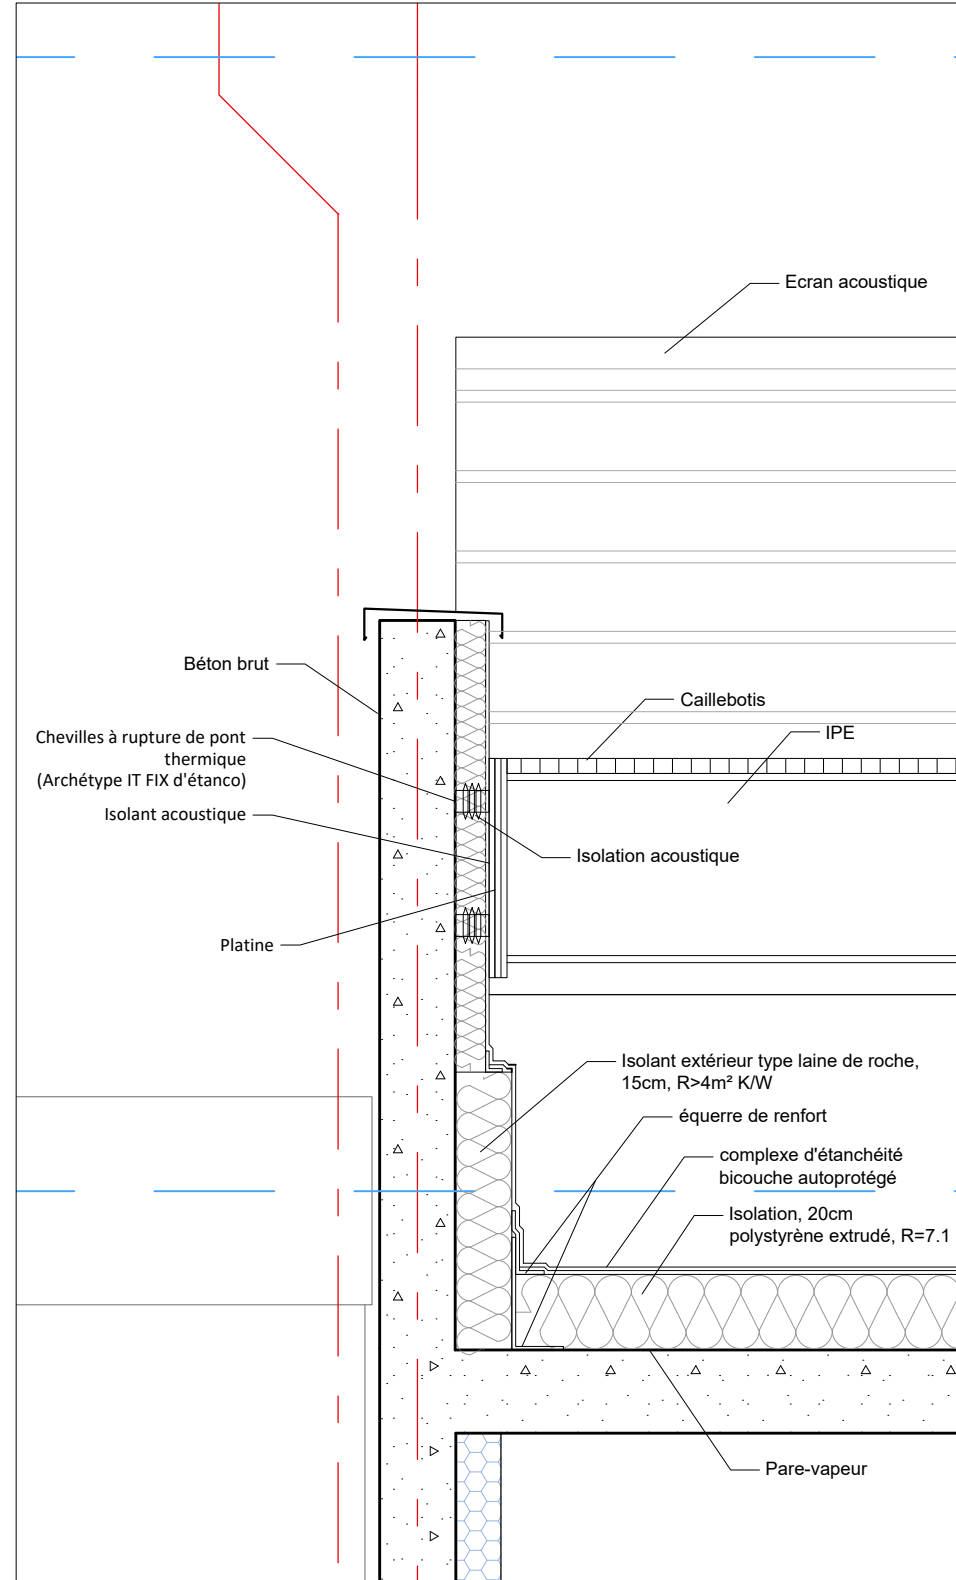 Ecran acoustique
Béton brut
Caillebotis
IPE
Chevilles à rupture de pont
thermique
(Archétype IT FIX d'étanco)
Isolant acoustique
Isolation acoustique
Platine
Isolant extérieur type laine de roche,
15cm, R>4m² K/W
équerre de renfort
complexe d'étanchéité
bicouche autoprotégé
Isolation, 20cm
polystyrène extrudé, R=7.1
Pare-vapeur